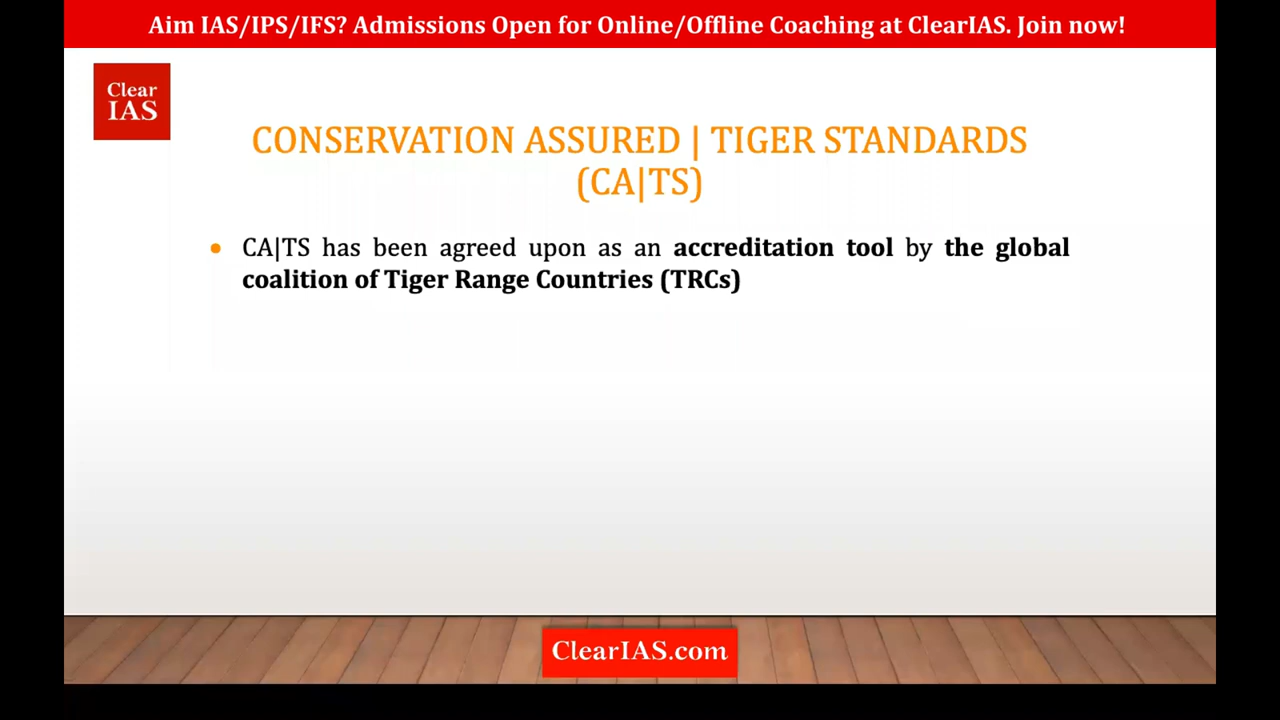 Aim IAS/IPS/IFS? Admissions Open for Online/Offline Coaching at ClearIAS. Join now!
Clear
IAS
CONSERVATION ASSURED | TIGER STANDARDS
(CA|TS)
• CA|TS has been agreed upon as an accreditation tool by the global
coalition of Tiger Range Countries (TRCs)
ClearIAS.com